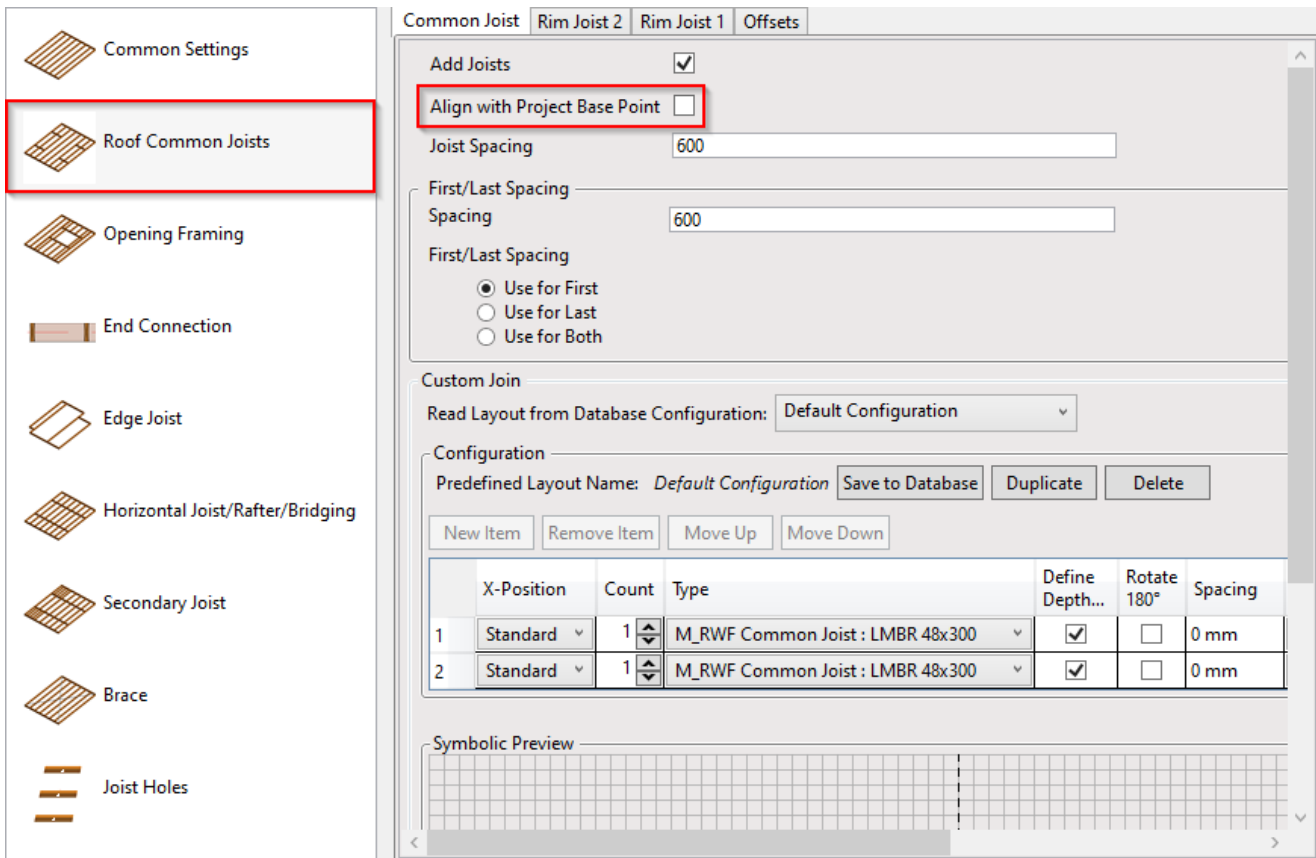 Common Settings
Roof Common Joists
Opening Framing
End Connection
Edge Joist
Horizontal Joist/Rafter/Bridging
Secondary Joist
Brace
Joist Holes
Common Joist Rim Joist 2 Rim Joist 1 Offsets
Add Joists
Align with Project Base Point
Joist Spacing 600
First/Last Spacing
Spacing 600
First/Last Spacing
Use for First
Use for Last
Use for Both
Custom Join
Read Layout from Database Configuration: Default Configuration
Configuration
Predefined Layout Name: Default Configuration Save to Database Duplicate Delete
New Item Remove Item Move Up Move Down
X-Position Count Type Define Depth... Rotate 180° Spacing
1 Standard 1 M_RWF Common Joist : LMBR 48x300 0 mm
2 Standard 1 M_RWF Common Joist : LMBR 48x300 0 mm
Symbolic Preview